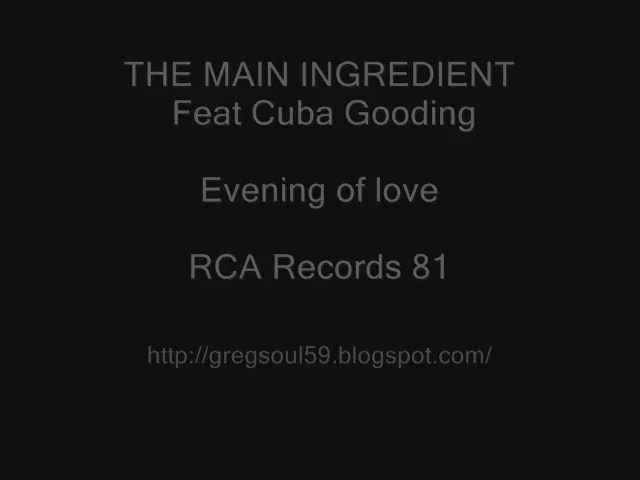 THE MAIN INGREDIENT
Feat Cuba Gooding
Evening of love
RCA Records 81
http://gregsoul59.blogspot.com/